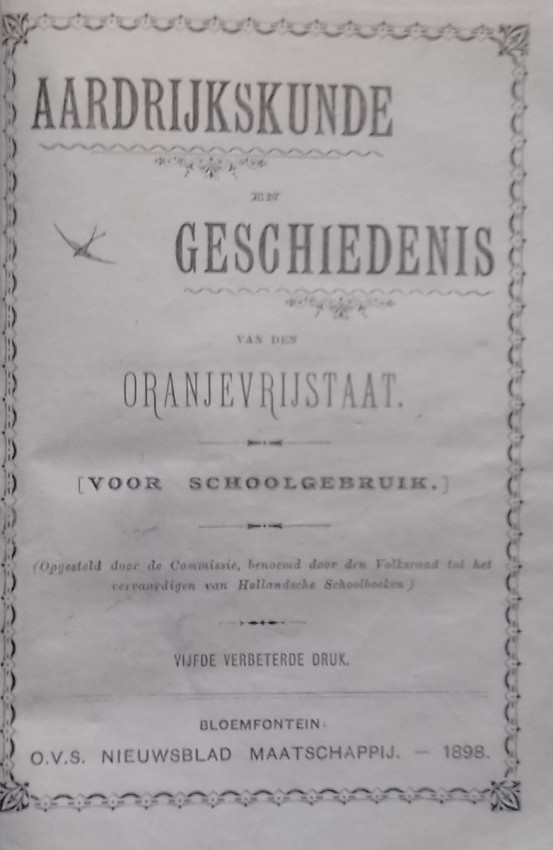 AARDRIJKSKUNDE
EN
GESCHIEDENIS
VAN DEN
ORANJEVRIJSTAAT.
[VOOR SCHOOLGEBRUIK.]
(Opgesteld door de Commissie, benoemd door den Volksraad tot het
vervaardigen van Hollandsche Schoolboeken)
VIJFDE VERBETERDE DRUK.
BLOEMFONTEIN:
O.V.S. NIEUWSBLAD MAATSCHAPPIJ. — 1898.